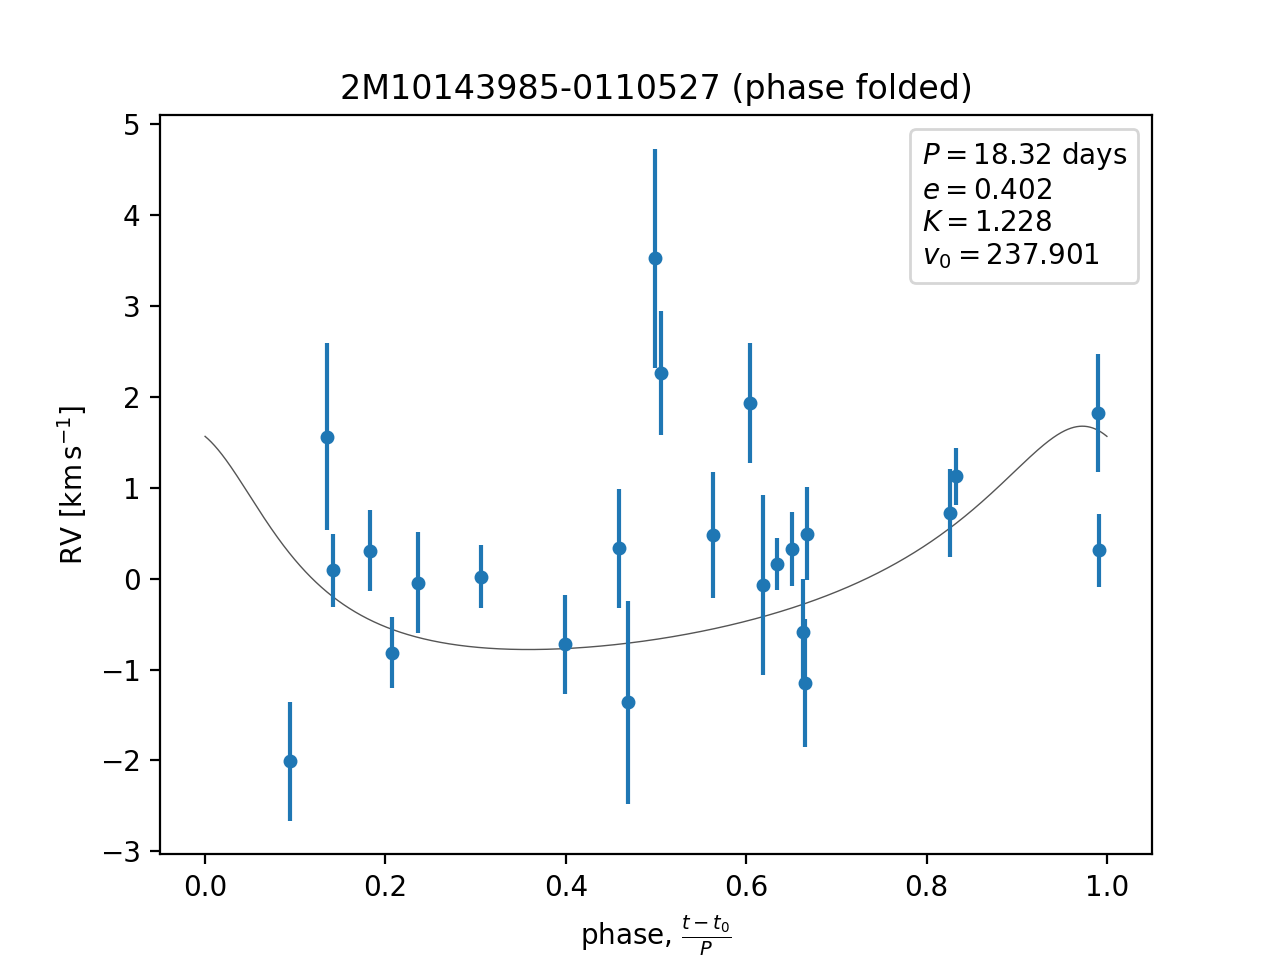 2M10143985-0110527 (phase folded)
P = 18.32 days
e = 0.402
K = 1.228
v₀ = 237.901
RV [km s⁻¹]
5
4
3
2
1
0
−1
−2
−3
0.0 0.2 0.4 0.6 0.8 1.0
phase, (t − t₀)/P